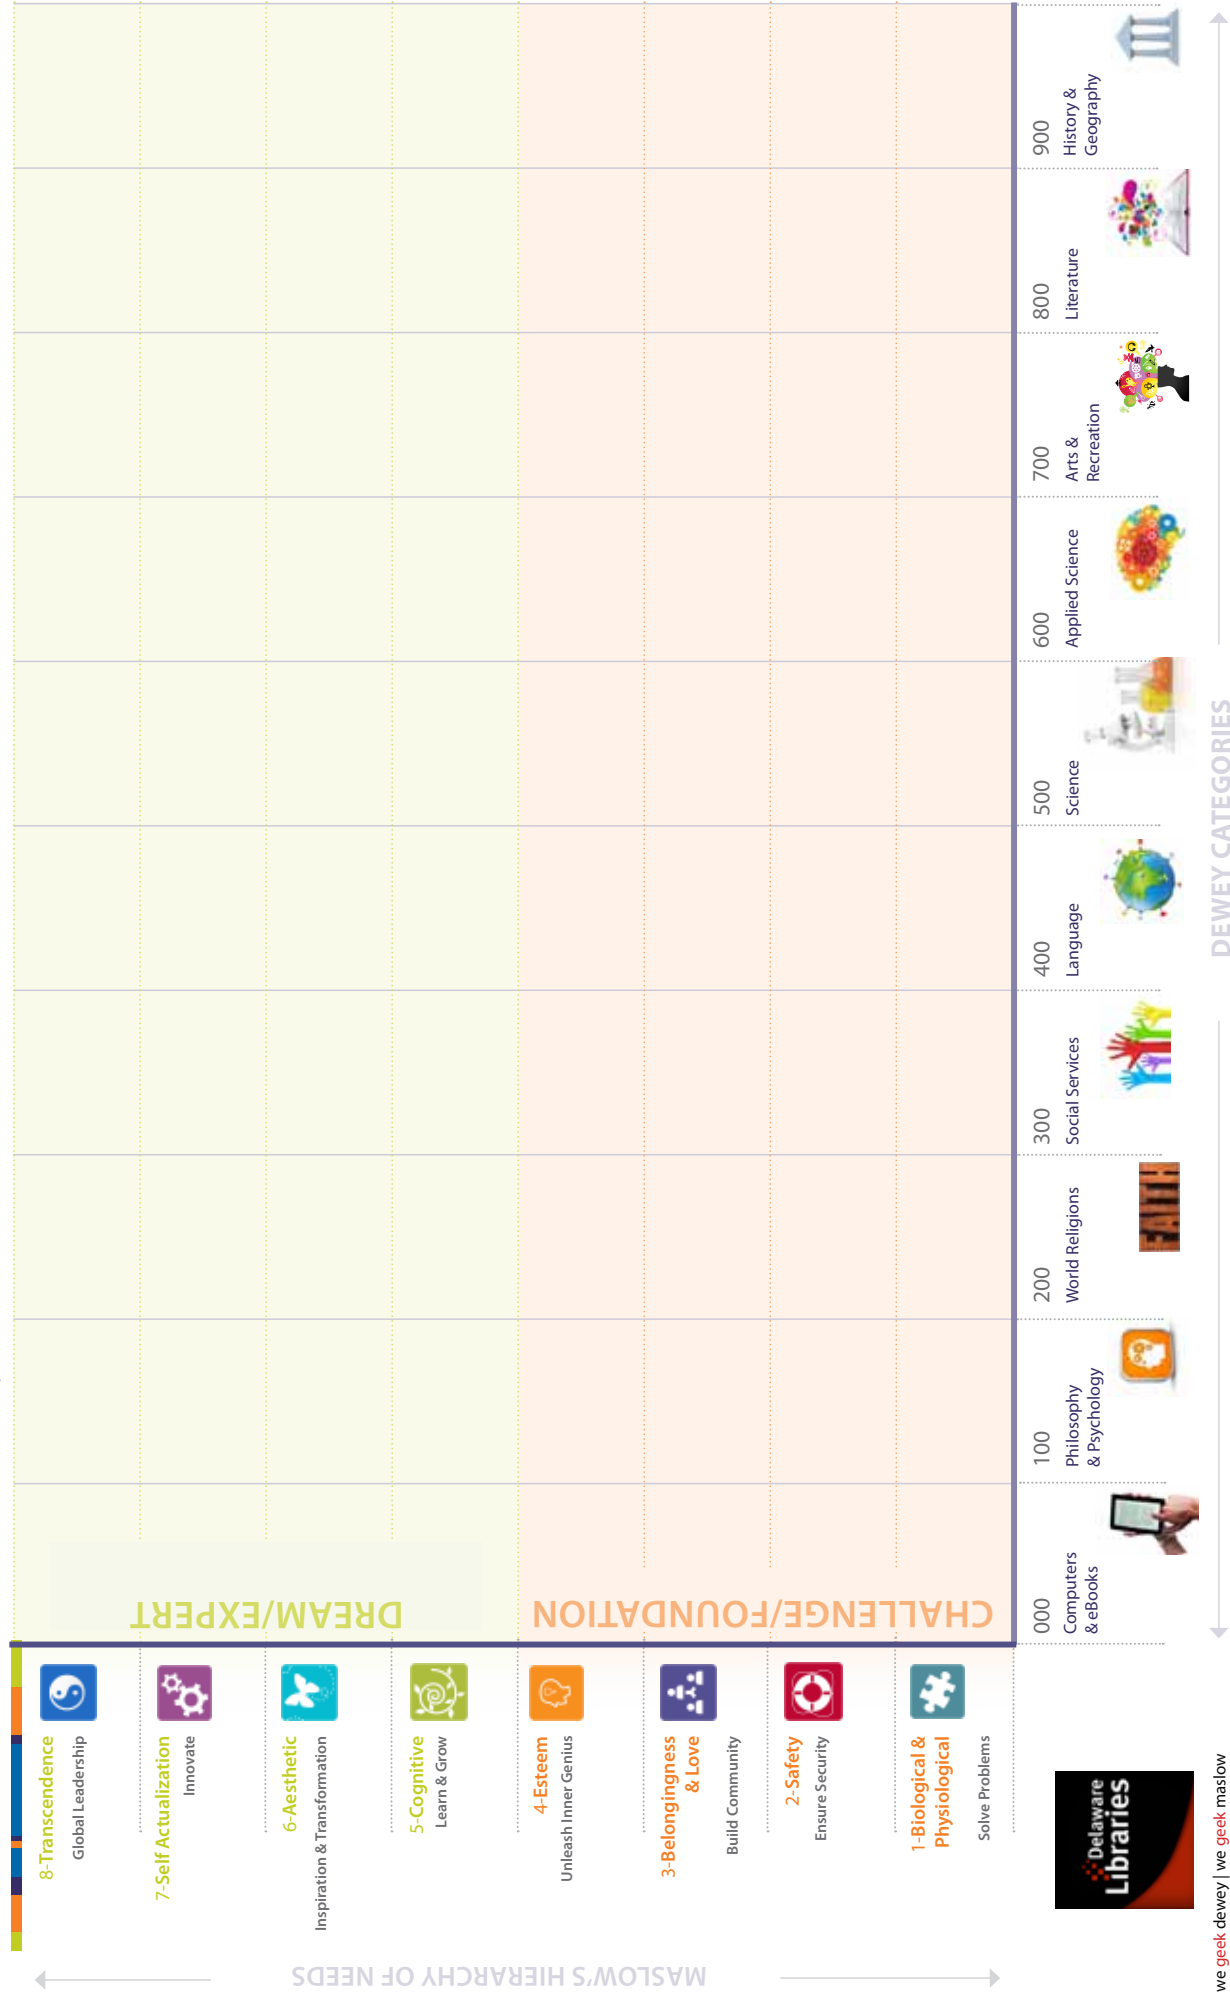 8-Transcendence
Global Leadership
7-Self Actualization
Innovate
6-Aesthetic
Inspiration & Transformation
5-Cognitive
Learn & Grow
4-Esteem
Unleash Inner Genius
3-Belongingness
& Love
Build Community
2-Safety
Ensure Security
1-Biological &
Physiological
Solve Problems
MASLOW'S HIERARCHY OF NEEDS
DREAM/EXPERT
CHALLENGE/FOUNDATION
000
Computers
& eBooks
100
Philosophy
& Psychology
200
World Religions
FAITH
300
Social Services
400
Language
500
Science
600
Applied Science
700
Arts &
Recreation
800
Literature
900
History &
Geography
DEWEY CATEGORIES
Delaware
Libraries
we geek dewey | we geek maslow